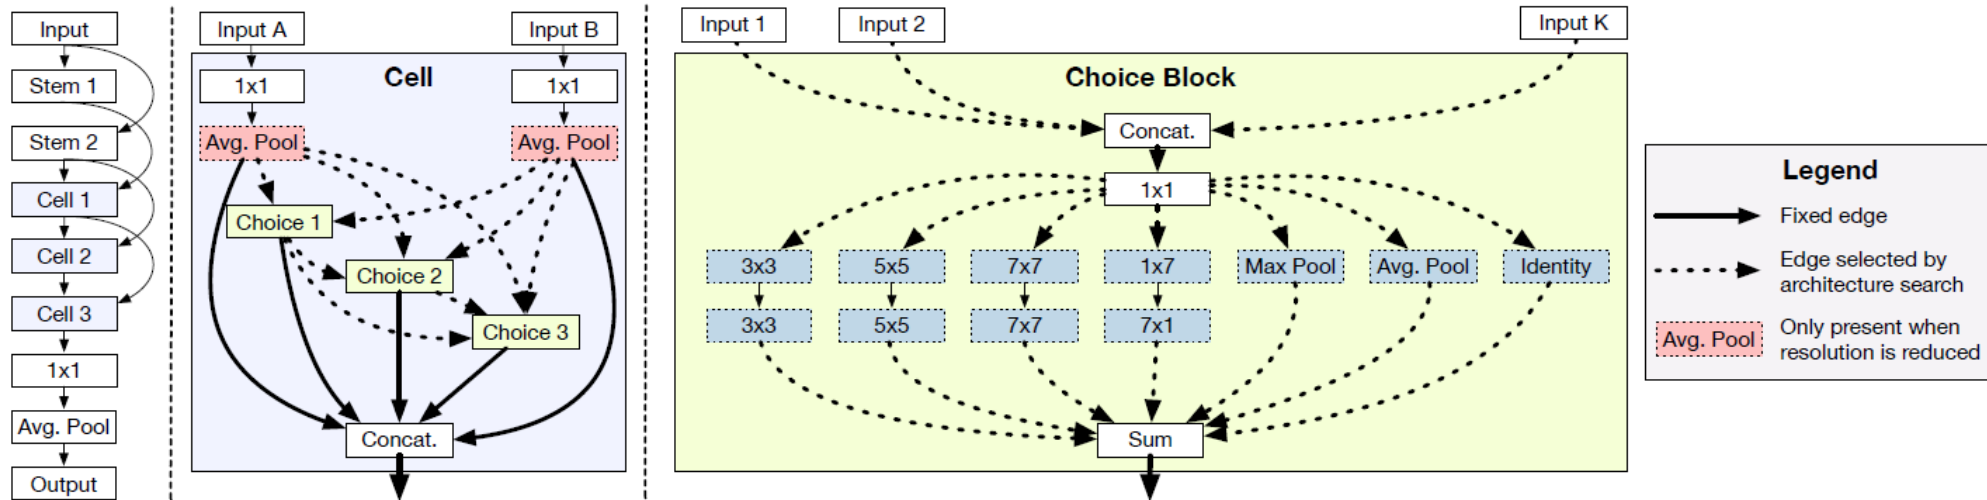 Input
Stem 1
Stem 2
Cell 1
Cell 2
Cell 3
1x1
Avg. Pool
Output
Input A
Input B
Cell
1x1
1x1
Avg. Pool
Avg. Pool
Choice 1
Choice 2
Choice 3
Concat.
Input 1
Input 2
Input K
Choice Block
Concat.
1x1
3x3
5x5
7x7
1x7
Max Pool
Avg. Pool
Identity
3x3
5x5
7x7
7x1
Sum
Legend
Fixed edge
Edge selected by
architecture search
Avg. Pool
Only present when
resolution is reduced